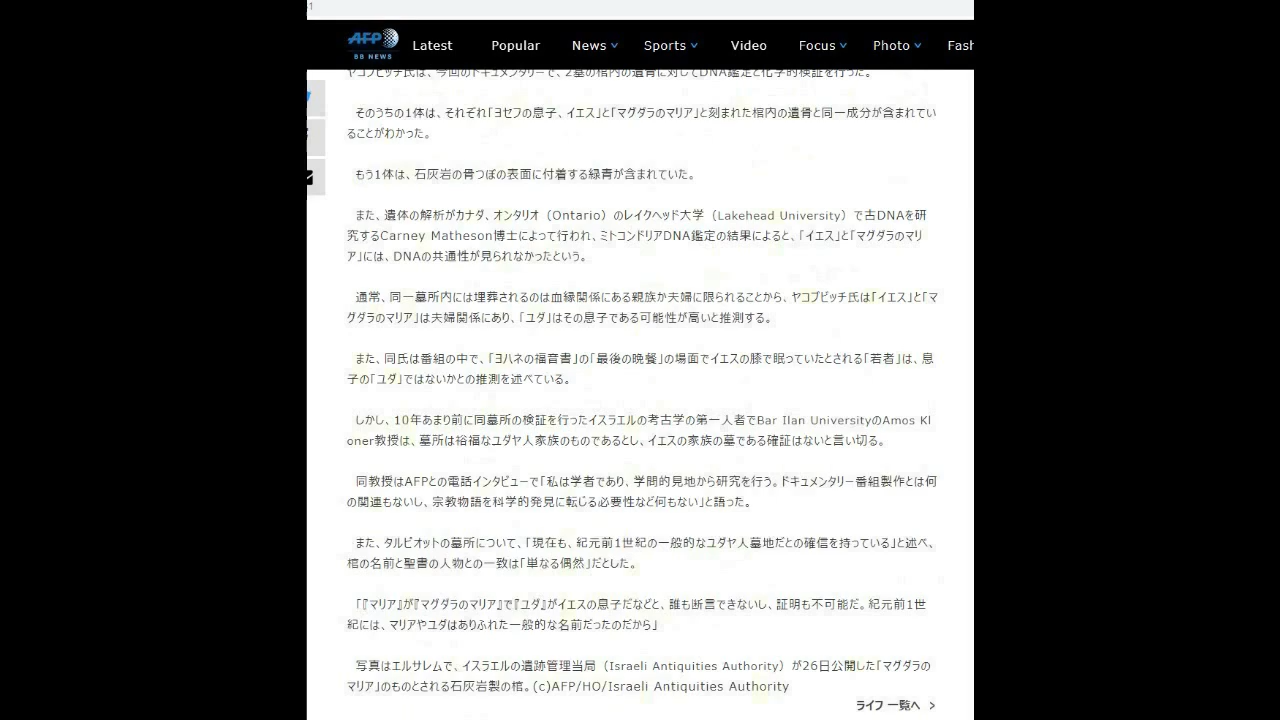 1
AFP
BB NEWS
Latest Popular News Sports Video Focus Photo Fash
ヤコブビッチ氏は、今回のドキュメンタリーで、2基の棺内の遺骨に対してDNA鑑定と化学的検証を行った。
そのうちの1体は、それぞれ「ヨセフの息子、イエス」と「マグダラのマリア」と刻まれた棺内の遺骨と同一成分が含まれてい
ることがわかった。
もう1体は、石灰岩の骨つぼの表面に付着する緑青が含まれていた。
また、遺体の解析がカナダ、オンタリオ（Ontario）のレイクヘッド大学（Lakehead University）で古DNAを研
究するCarney Matheson博士によって行われ、ミトコンドリアDNA鑑定の結果によると、「イエス」と「マグダラのマリ
ア」には、DNAの共通性が見られなかったという。
通常、同一墓所内には埋葬されるのは血縁関係にある親族か夫婦に限られることから、ヤコブビッチ氏は「イエス」と「マ
グダラのマリア」は夫婦関係にあり、「ユダ」はその息子である可能性が高いと推測する。
また、同氏は番組の中で、「ヨハネの福音書」の「最後の晩餐」の場面でイエスの膝で眠っていたとされる「若者」は、息
子の「ユダ」ではないかとの推測を述べている。
しかし、10年あまり前に同墓所の検証を行ったイスラエルの考古学の第一人者でBar Ilan UniversityのAmos Kl
oner教授は、墓所は裕福なユダヤ人家族のものであるとし、イエスの家族の墓である確証はないと言い切る。
同教授はAFPとの電話インタビューで「私は学者であり、学問的見地から研究を行う。ドキュメンタリー番組製作とは何
の関連もないし、宗教物語を科学的発見に転じる必要性など何もない」と語った。
また、タルピオットの墓所について、「現在も、紀元前1世紀の一般的なユダヤ人墓地だとの確信を持っている」と述べ、
棺の名前と聖書の人物との一致は「単なる偶然」だとした。
「『マリア』が『マグダラのマリア』で『ユダ』がイエスの息子だなどと、誰も断言できないし、証明も不可能だ。紀元前1世
紀には、マリアやユダはありふれた一般的な名前だったのだから」
写真はエルサレムで、イスラエルの遺跡管理当局（Israeli Antiquities Authority）が26日公開した「マグダラの
マリア」のものとされる石灰岩製の棺。(c)AFP/HO/Israeli Antiquities Authority
ライフ 一覧へ >